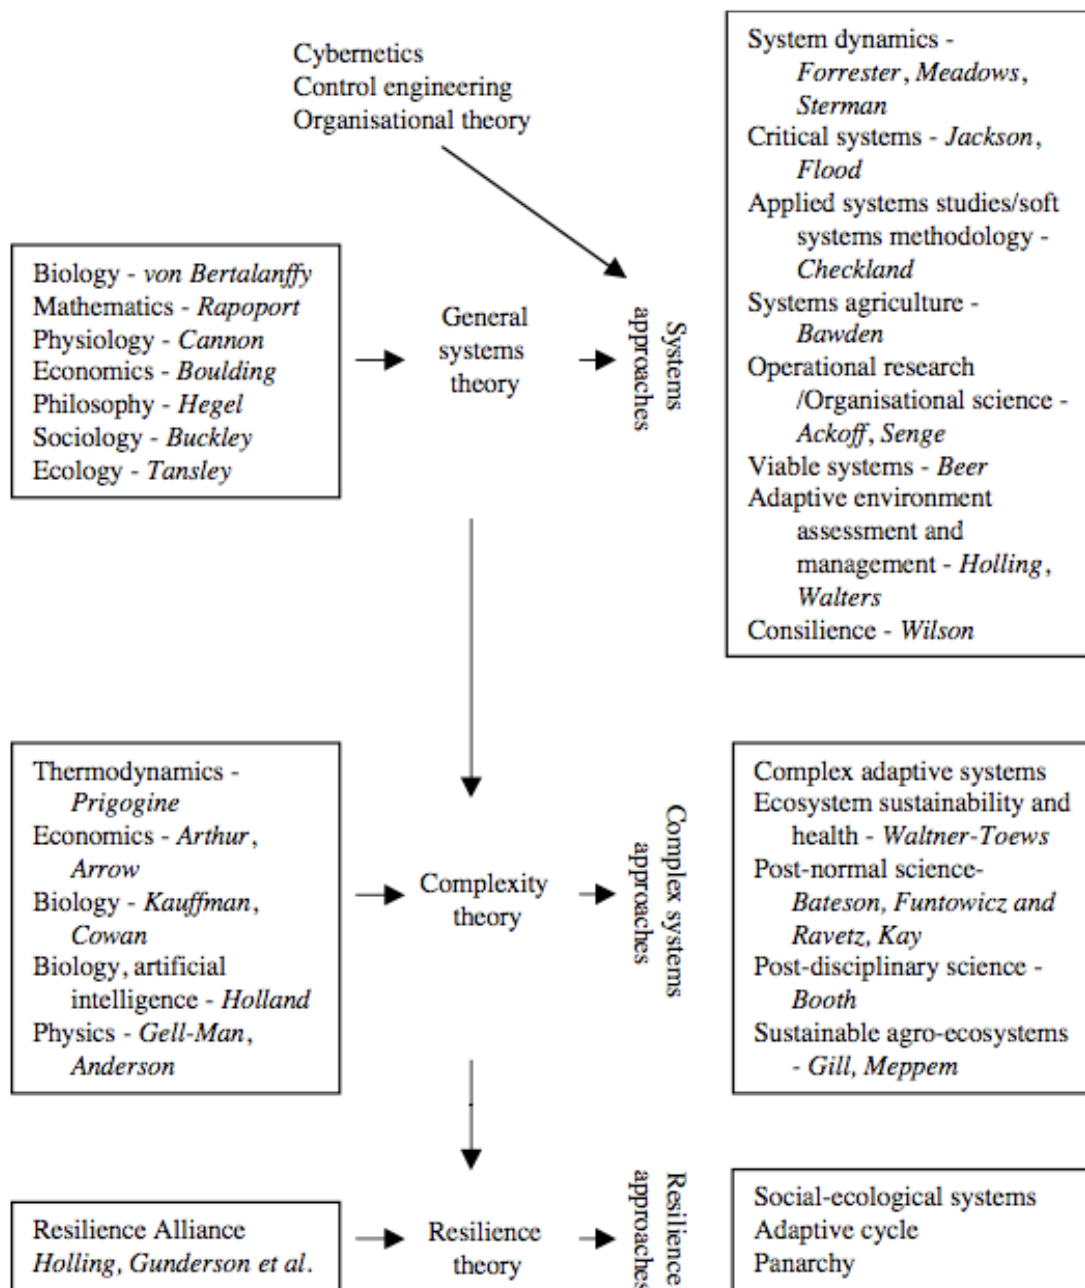 Cybernetics
Control engineering
Organisational theory
System dynamics -
Forrester, Meadows,
Sterman
Critical systems - Jackson,
Flood
Applied systems studies/soft
systems methodology -
Checkland
Systems agriculture -
Bawden
Operational research
/Organisational science -
Ackoff, Senge
Viable systems - Beer
Adaptive environment
assessment and
management - Holling,
Walters
Consilience - Wilson
Biology - von Bertalanffy
Mathematics - Rapoport
Physiology - Cannon
Economics - Boulding
Philosophy - Hegel
Sociology - Buckley
Ecology - Tansley
General
systems
theory
Systems
approaches
Thermodynamics -
Prigogine
Economics - Arthur,
Arrow
Biology - Kauffman,
Cowan
Biology, artificial
intelligence - Holland
Physics - Gell-Man,
Anderson
Complexity
theory
Complex systems
approaches
Complex adaptive systems
Ecosystem sustainability and
health - Waltner-Toews
Post-normal science-
Bateson, Funtowicz and
Ravetz, Kay
Post-disciplinary science -
Booth
Sustainable agro-ecosystems
- Gill, Meppem
Resilience Alliance
Holling, Gunderson et al.
Resilience
theory
Resilience
approaches
Social-ecological systems
Adaptive cycle
Panarchy